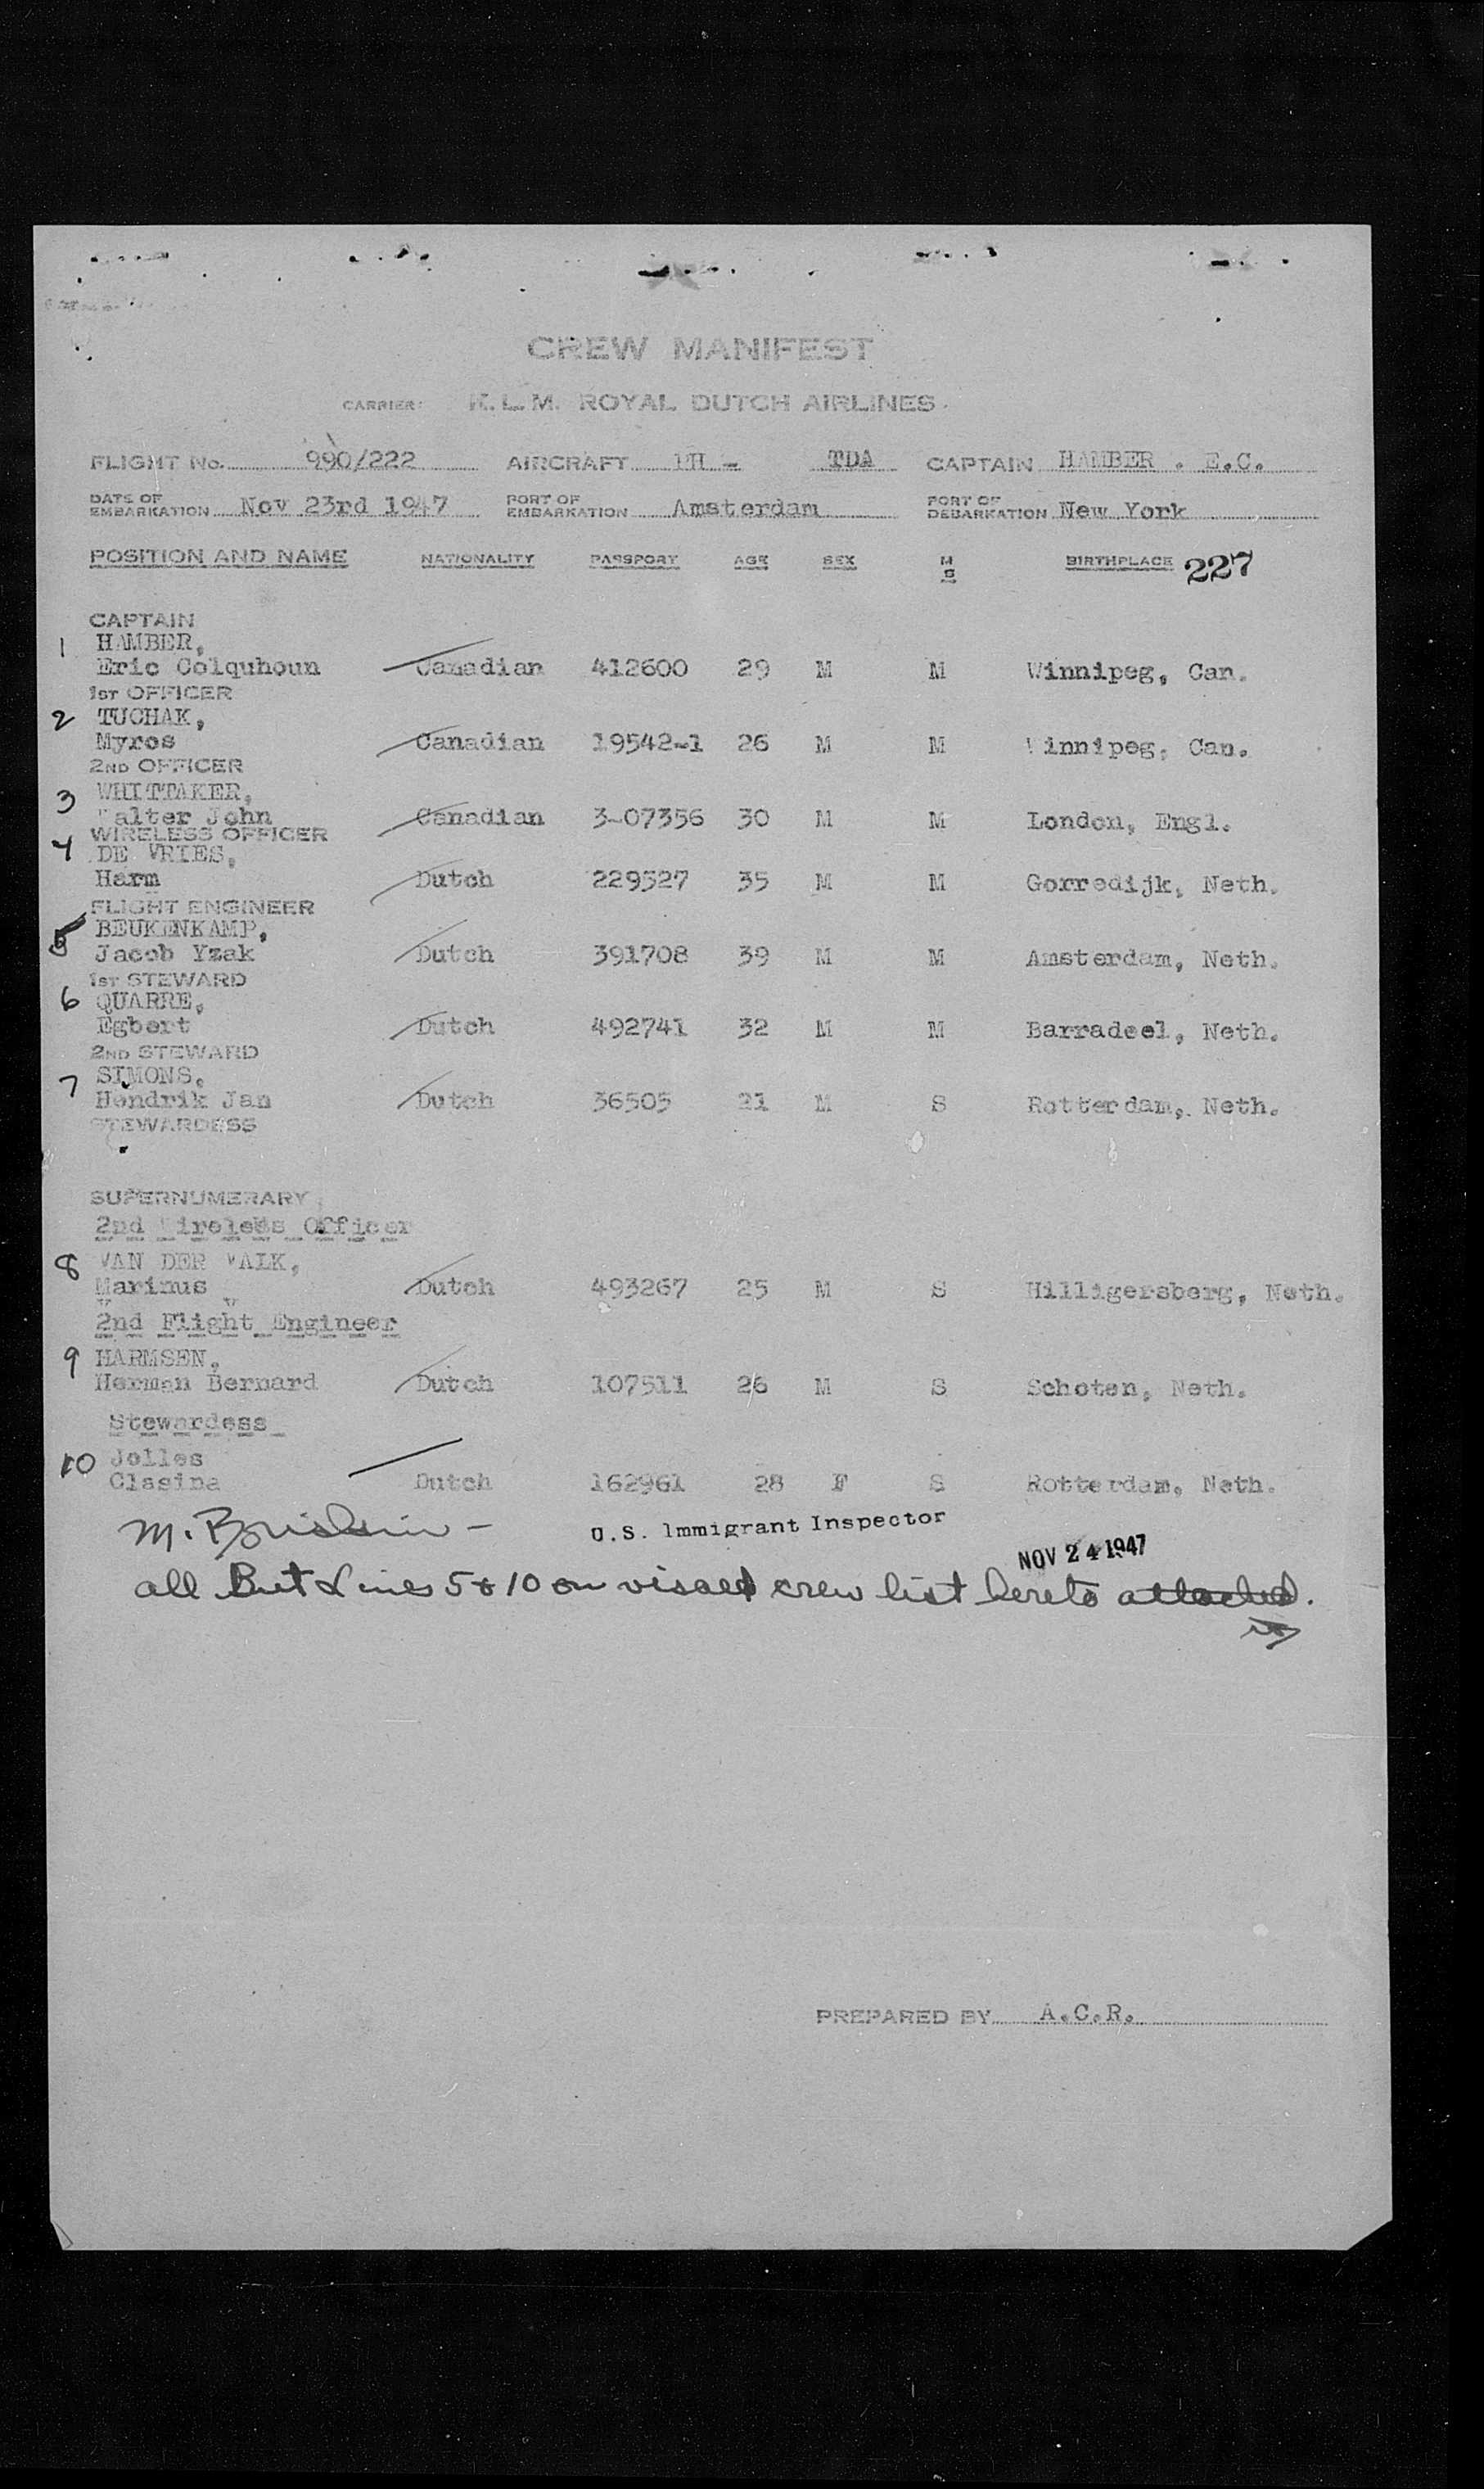 CREW MANIFEST
CARRIER: K.L.M. ROYAL DUTCH AIRLINES.
FLIGHT No. 990/222 AIRCRAFT PH - TDA CAPTAIN HAMBER . E.C.
DATE OF EMBARKATION Nov 23rd 1947 PORT OF EMBARKATION Amsterdam PORT OF DEBARKATION New York
POSITION AND NAME NATIONALITY PASSPORT AGE SEX M S BIRTHPLACE 227
CAPTAIN
1 HAMBER,
Eric Colquhoun Canadian 412600 29 M M Winnipeg, Can.
1ST OFFICER
2 TUCHAK,
Myros Canadian 19542-1 26 M M Winnipeg, Can.
2ND OFFICER
3 WHITTAKER,
Walter John Canadian 3-07356 30 M M London, Engl.
WIRELESS OFFICER
4 DE VRIES,
Harm Dutch 229527 35 M M Gorredijk, Neth.
FLIGHT ENGINEER
5 BEUKENKAMP,
Jacob Yzak Dutch 391708 39 M M Amsterdam, Neth.
1ST STEWARD
6 QUARRE,
Egbert Dutch 492741 32 M M Barradeel, Neth.
2ND STEWARD
7 SIMONS,
Hendrik Jan Dutch 36505 21 M S Rotterdam, Neth.
STEWARDESS
SUPERNUMERARY
2nd Wireless Officer
8 VAN DER VALK,
Marinus Dutch 493267 25 M S Hilligersberg, Neth.
2nd Flight Engineer
9 HARMSEN,
Herman Bernard Dutch 107511 26 M S Schoten, Neth.
Stewardess
10 Jolles
Clasina Dutch 162961 28 F S Rotterdam, Neth.
M. U.S. Immigrant Inspector
NOV 24 1947
all But Lines 5 & 10 on visaed crew list hereto attached.
PREPARED BY A.C.R.